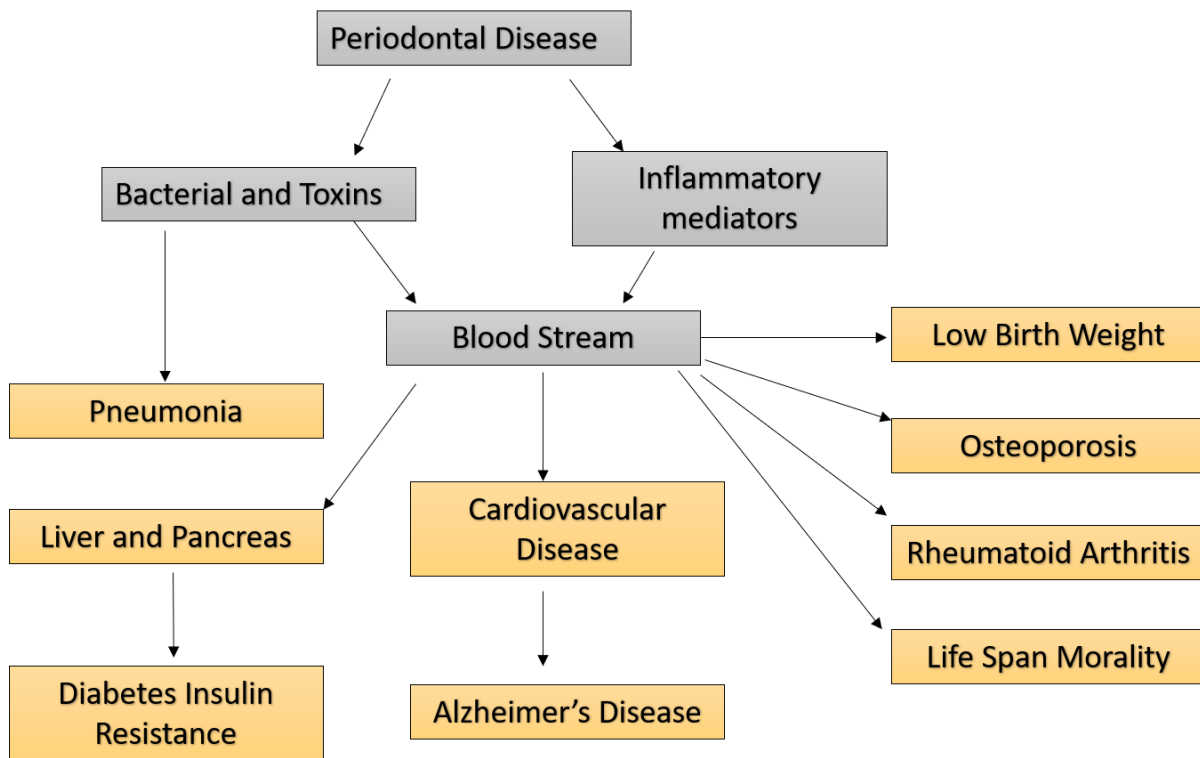 Periodontal Disease
Bacterial and Toxins
Inflammatory
mediators
Blood Stream
Low Birth Weight
Pneumonia
Osteoporosis
Liver and Pancreas
Cardiovascular
Disease
Rheumatoid Arthritis
Life Span Morality
Diabetes Insulin
Resistance
Alzheimer’s Disease